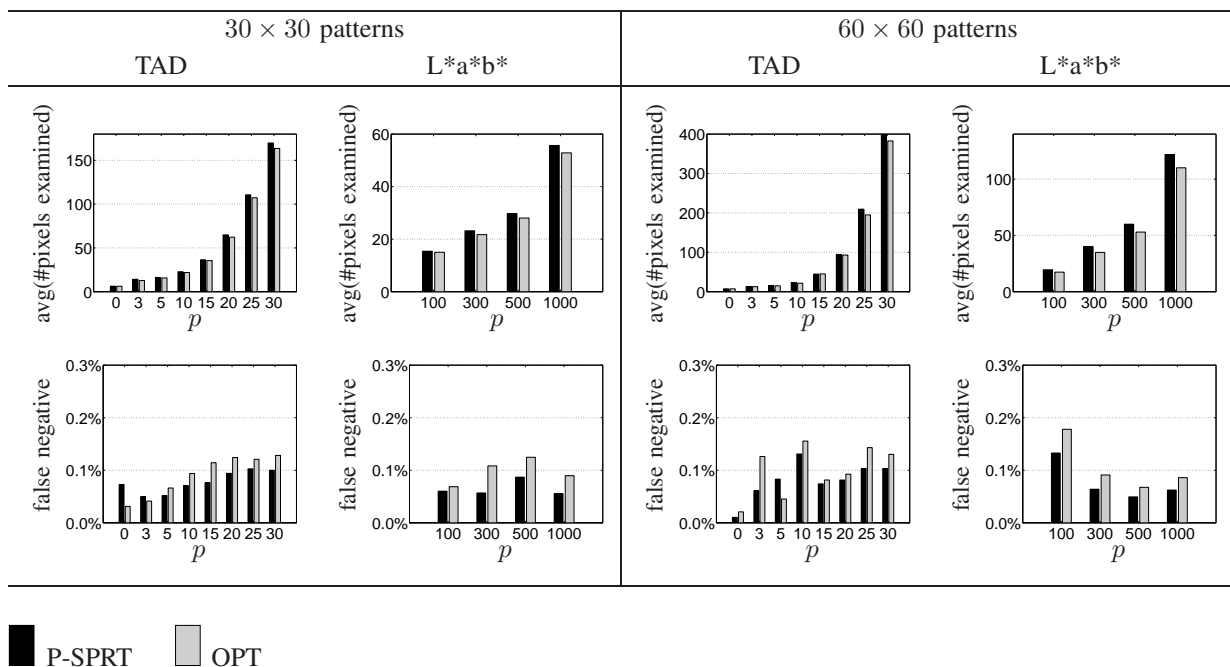 30 × 30 patterns
60 × 60 patterns
TAD
L*a*b*
TAD
L*a*b*
avg(#pixels examined)
150
100
50
0
0 3 5 10 15 20 25 30
p
avg(#pixels examined)
60
40
20
0
100 300 500 1000
p
avg(#pixels examined)
400
300
200
100
0
0 3 5 10 15 20 25 30
p
avg(#pixels examined)
100
50
0
100 300 500 1000
p
false negative
0.3%
0.2%
0.1%
0.0%
0 3 5 10 15 20 25 30
p
false negative
0.3%
0.2%
0.1%
0.0%
100 300 500 1000
p
false negative
0.3%
0.2%
0.1%
0.0%
0 3 5 10 15 20 25 30
p
false negative
0.3%
0.2%
0.1%
0.0%
100 300 500 1000
p
P-SPRT
OPT